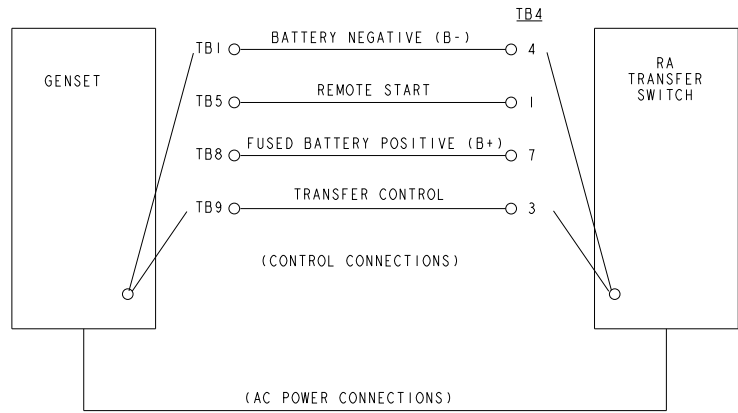 TB4
TB1 BATTERY NEGATIVE (B-) 4
GENSET
RA
TRANSFER
SWITCH
TB5 REMOTE START 1
TB8 FUSED BATTERY POSITIVE (B+) 7
TB9 TRANSFER CONTROL 3
(CONTROL CONNECTIONS)
(AC POWER CONNECTIONS)